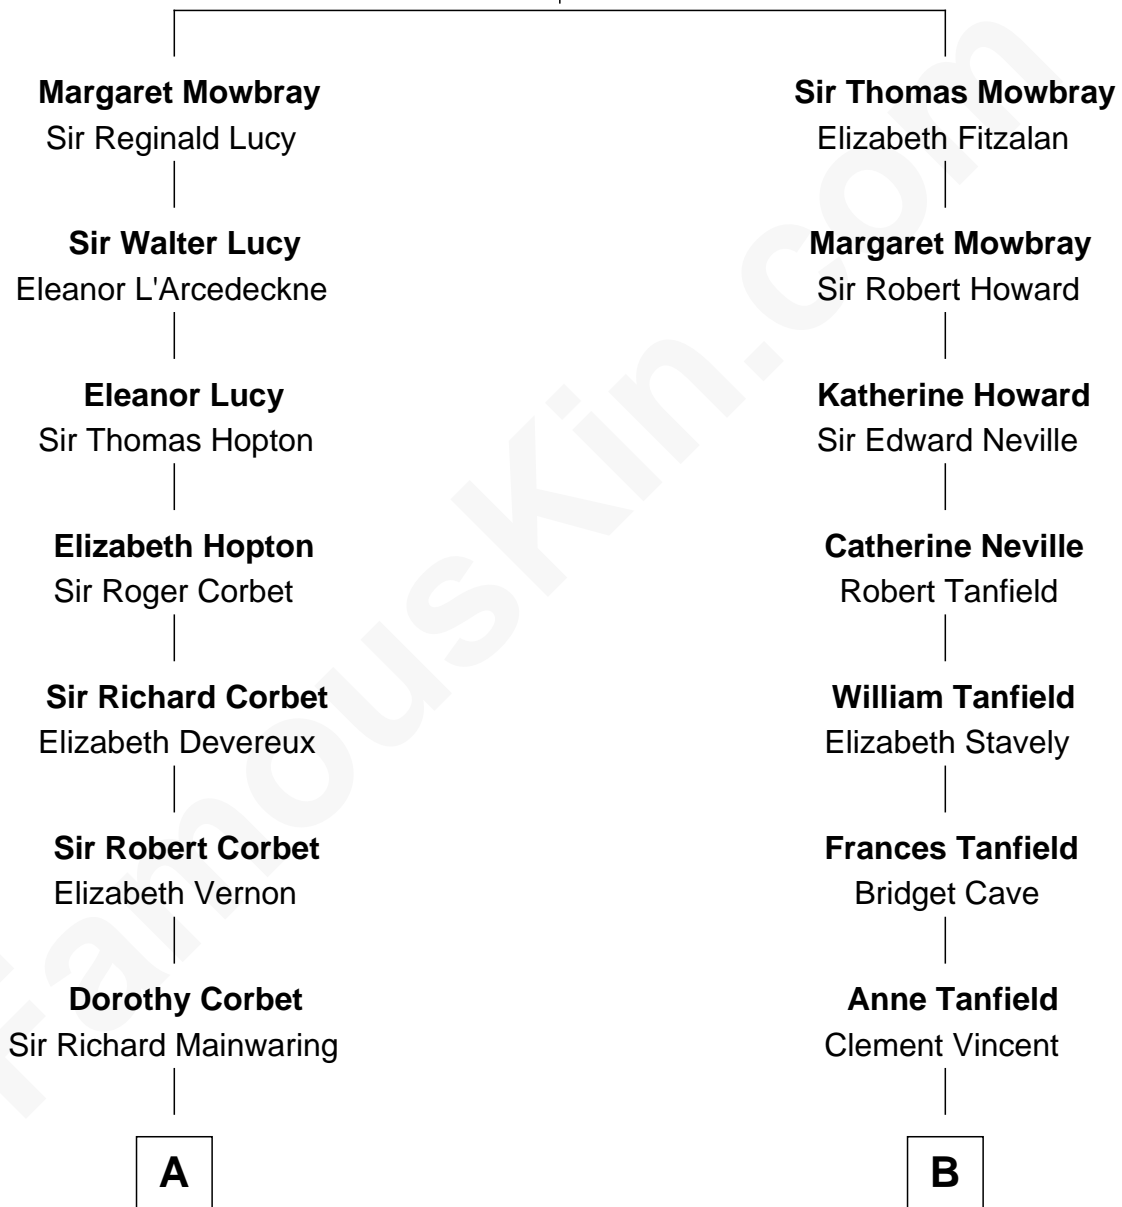 Margaret Mowbray
Sir Reginald Lucy
Sir Walter Lucy
Eleanor L'Arcedeckne
Eleanor Lucy
Sir Thomas Hopton
Elizabeth Hopton
Sir Roger Corbet
Sir Richard Corbet
Elizabeth Devereux
Sir Robert Corbet
Elizabeth Vernon
Dorothy Corbet
Sir Richard Mainwaring
A
Sir Thomas Mowbray
Elizabeth Fitzalan
Margaret Mowbray
Sir Robert Howard
Katherine Howard
Sir Edward Neville
Catherine Neville
Robert Tanfield
William Tanfield
Elizabeth Stavely
Frances Tanfield
Bridget Cave
Anne Tanfield
Clement Vincent
B
FamousKin.com